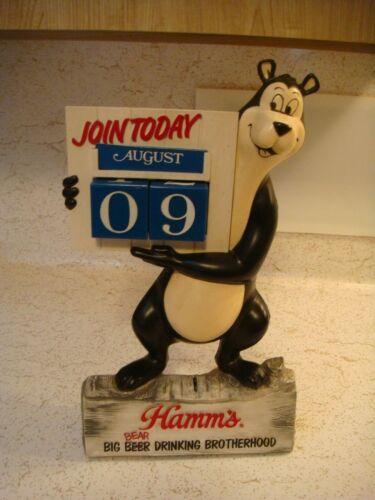 JOIN TODAY
AUGUST
09
Hamm's®
BEAR
BIG BEER DRINKING BROTHERHOOD